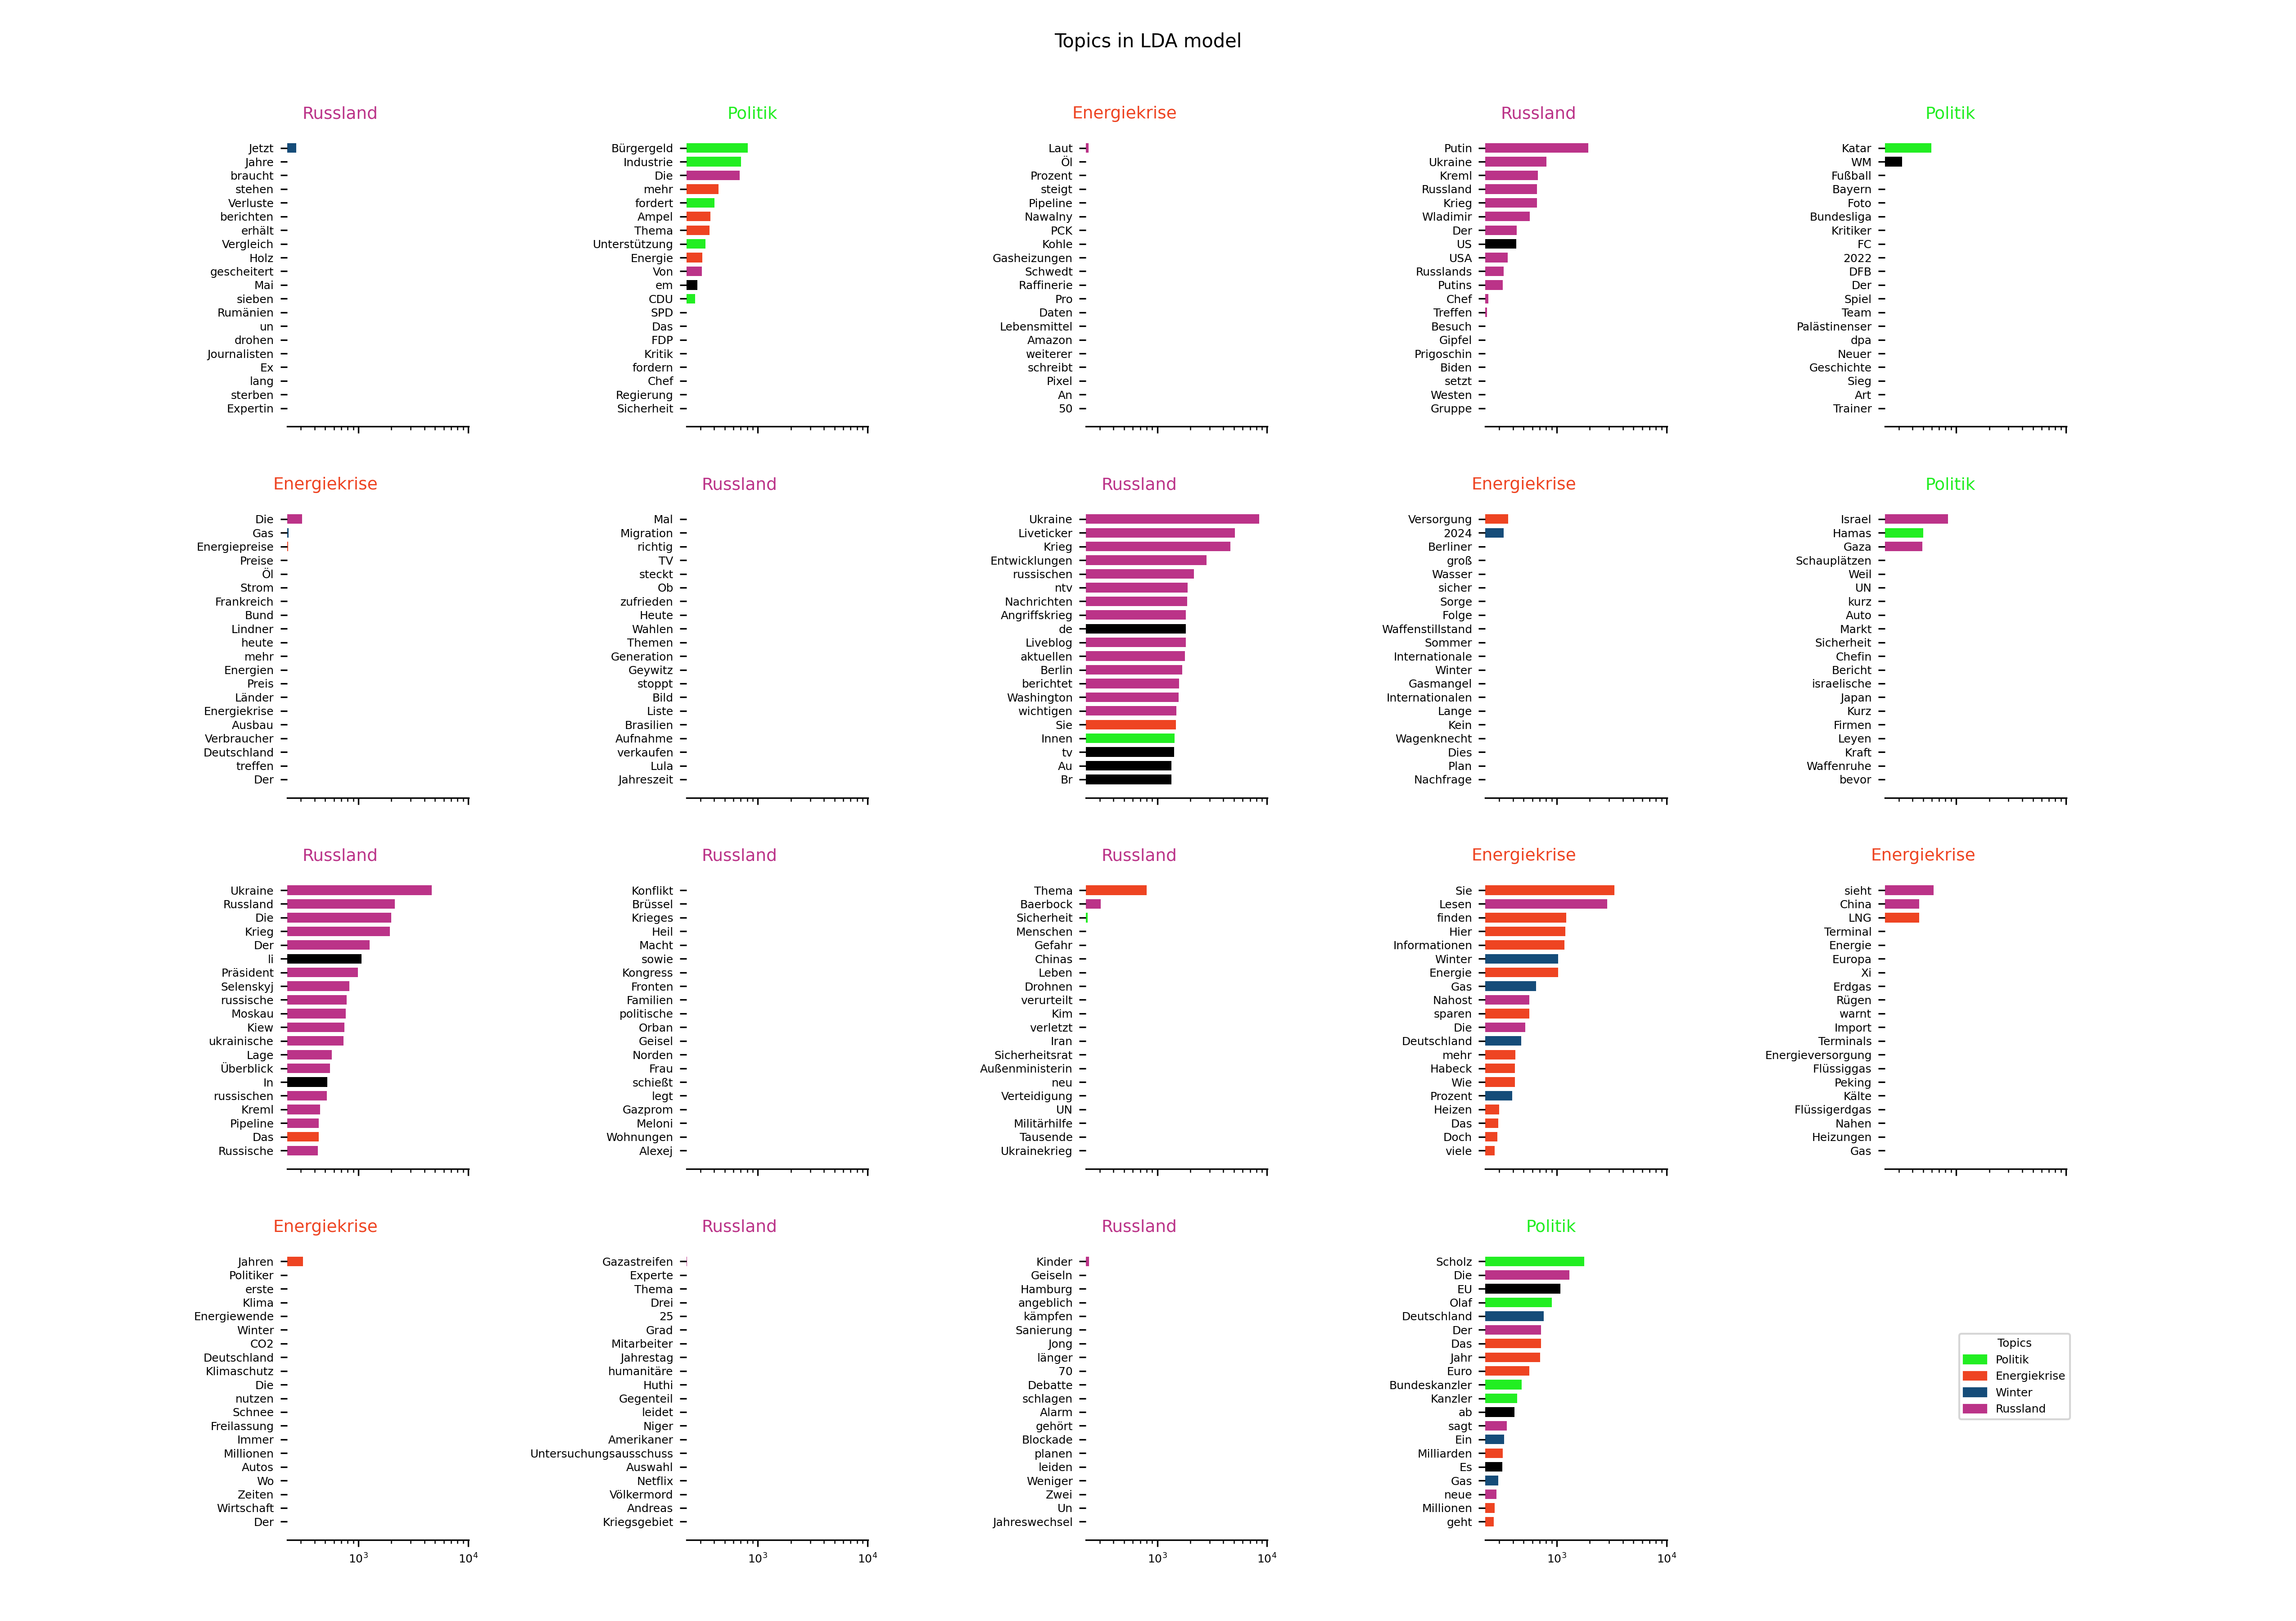 Topics in LDA model
Russland
Jetzt
Jahre
braucht
stehen
Verluste
berichten
erhält
Vergleich
Holz
gescheitert
Mai
sieben
Rumänien
un
drohen
Journalisten
Ex
lang
sterben
Expertin
Politik
Bürgergeld
Industrie
Die
mehr
fordert
Ampel
Thema
Unterstützung
Energie
Von
em
CDU
SPD
Das
FDP
Kritik
fordern
Chef
Regierung
Sicherheit
Energiekrise
Laut
Öl
Prozent
steigt
Pipeline
Nawalny
PCK
Kohle
Gasheizungen
Schwedt
Raffinerie
Pro
Daten
Lebensmittel
Amazon
weiterer
schreibt
Pixel
An
50
Russland
Putin
Ukraine
Kreml
Russland
Krieg
Wladimir
Der
US
USA
Russlands
Putins
Chef
Treffen
Besuch
Gipfel
Prigoschin
Biden
setzt
Westen
Gruppe
Politik
Katar
WM
Fußball
Bayern
Foto
Bundesliga
Kritiker
FC
2022
DFB
Der
Spiel
Team
Palästinenser
dpa
Neuer
Geschichte
Sieg
Art
Trainer
Energiekrise
Die
Gas
Energiepreise
Preise
Öl
Strom
Frankreich
Bund
Lindner
heute
mehr
Energien
Preis
Länder
Energiekrise
Ausbau
Verbraucher
Deutschland
treffen
Der
Russland
Mal
Migration
richtig
TV
steckt
Ob
zufrieden
Heute
Wahlen
Themen
Generation
Geywitz
stoppt
Bild
Liste
Brasilien
Aufnahme
verkaufen
Lula
Jahreszeit
Russland
Ukraine
Liveticker
Krieg
Entwicklungen
russischen
ntv
Nachrichten
Angriffskrieg
de
Liveblog
aktuellen
Berlin
berichtet
Washington
wichtigen
Sie
Innen
tv
Au
Br
Energiekrise
Versorgung
2024
Berliner
groß
Wasser
sicher
Sorge
Folge
Waffenstillstand
Sommer
Internationale
Winter
Gasmangel
Internationalen
Lange
Kein
Wagenknecht
Dies
Plan
Nachfrage
Politik
Israel
Hamas
Gaza
Schauplätzen
Weil
UN
kurz
Auto
Markt
Sicherheit
Chefin
Bericht
israelische
Japan
Kurz
Firmen
Leyen
Kraft
Waffenruhe
bevor
Russland
Ukraine
Russland
Die
Krieg
Der
li
Präsident
Selenskyj
russische
Moskau
Kiew
ukrainische
Lage
Überblick
In
russischen
Kreml
Pipeline
Das
Russische
Russland
Konflikt
Brüssel
Krieges
Heil
Macht
sowie
Kongress
Fronten
Familien
politische
Orban
Geisel
Norden
Frau
schießt
legt
Gazprom
Meloni
Wohnungen
Alexej
Russland
Thema
Baerbock
Sicherheit
Menschen
Gefahr
Chinas
Leben
Drohnen
verurteilt
Kim
verletzt
Iran
Sicherheitsrat
Außenministerin
neu
Verteidigung
UN
Militärhilfe
Tausende
Ukrainekrieg
Energiekrise
Sie
Lesen
finden
Hier
Informationen
Winter
Energie
Gas
Nahost
sparen
Die
Deutschland
mehr
Habeck
Wie
Prozent
Heizen
Das
Doch
viele
Energiekrise
sieht
China
LNG
Terminal
Energie
Europa
Xi
Erdgas
Rügen
warnt
Import
Terminals
Energieversorgung
Flüssiggas
Peking
Kälte
Flüssigerdgas
Nahen
Heizungen
Gas
Energiekrise
Jahren
Politiker
erste
Klima
Energiewende
Winter
CO2
Deutschland
Klimaschutz
Die
nutzen
Schnee
Freilassung
Immer
Millionen
Autos
Wo
Zeiten
Wirtschaft
Der
10³ 10⁴
Russland
Gazastreifen
Experte
Thema
Drei
25
Grad
Mitarbeiter
Jahrestag
humanitäre
Huthi
Gegenteil
leidet
Niger
Amerikaner
Untersuchungsausschuss
Auswahl
Netflix
Völkermord
Andreas
Kriegsgebiet
10³ 10⁴
Russland
Kinder
Geiseln
Hamburg
angeblich
kämpfen
Sanierung
Jong
länger
70
Debatte
schlagen
Alarm
gehört
Blockade
planen
leiden
Weniger
Zwei
Un
Jahreswechsel
10³ 10⁴
Politik
Scholz
Die
EU
Olaf
Deutschland
Der
Das
Jahr
Euro
Bundeskanzler
Kanzler
ab
sagt
Ein
Milliarden
Es
Gas
neue
Millionen
geht
10³ 10⁴
Topics
Politik
Energiekrise
Winter
Russland